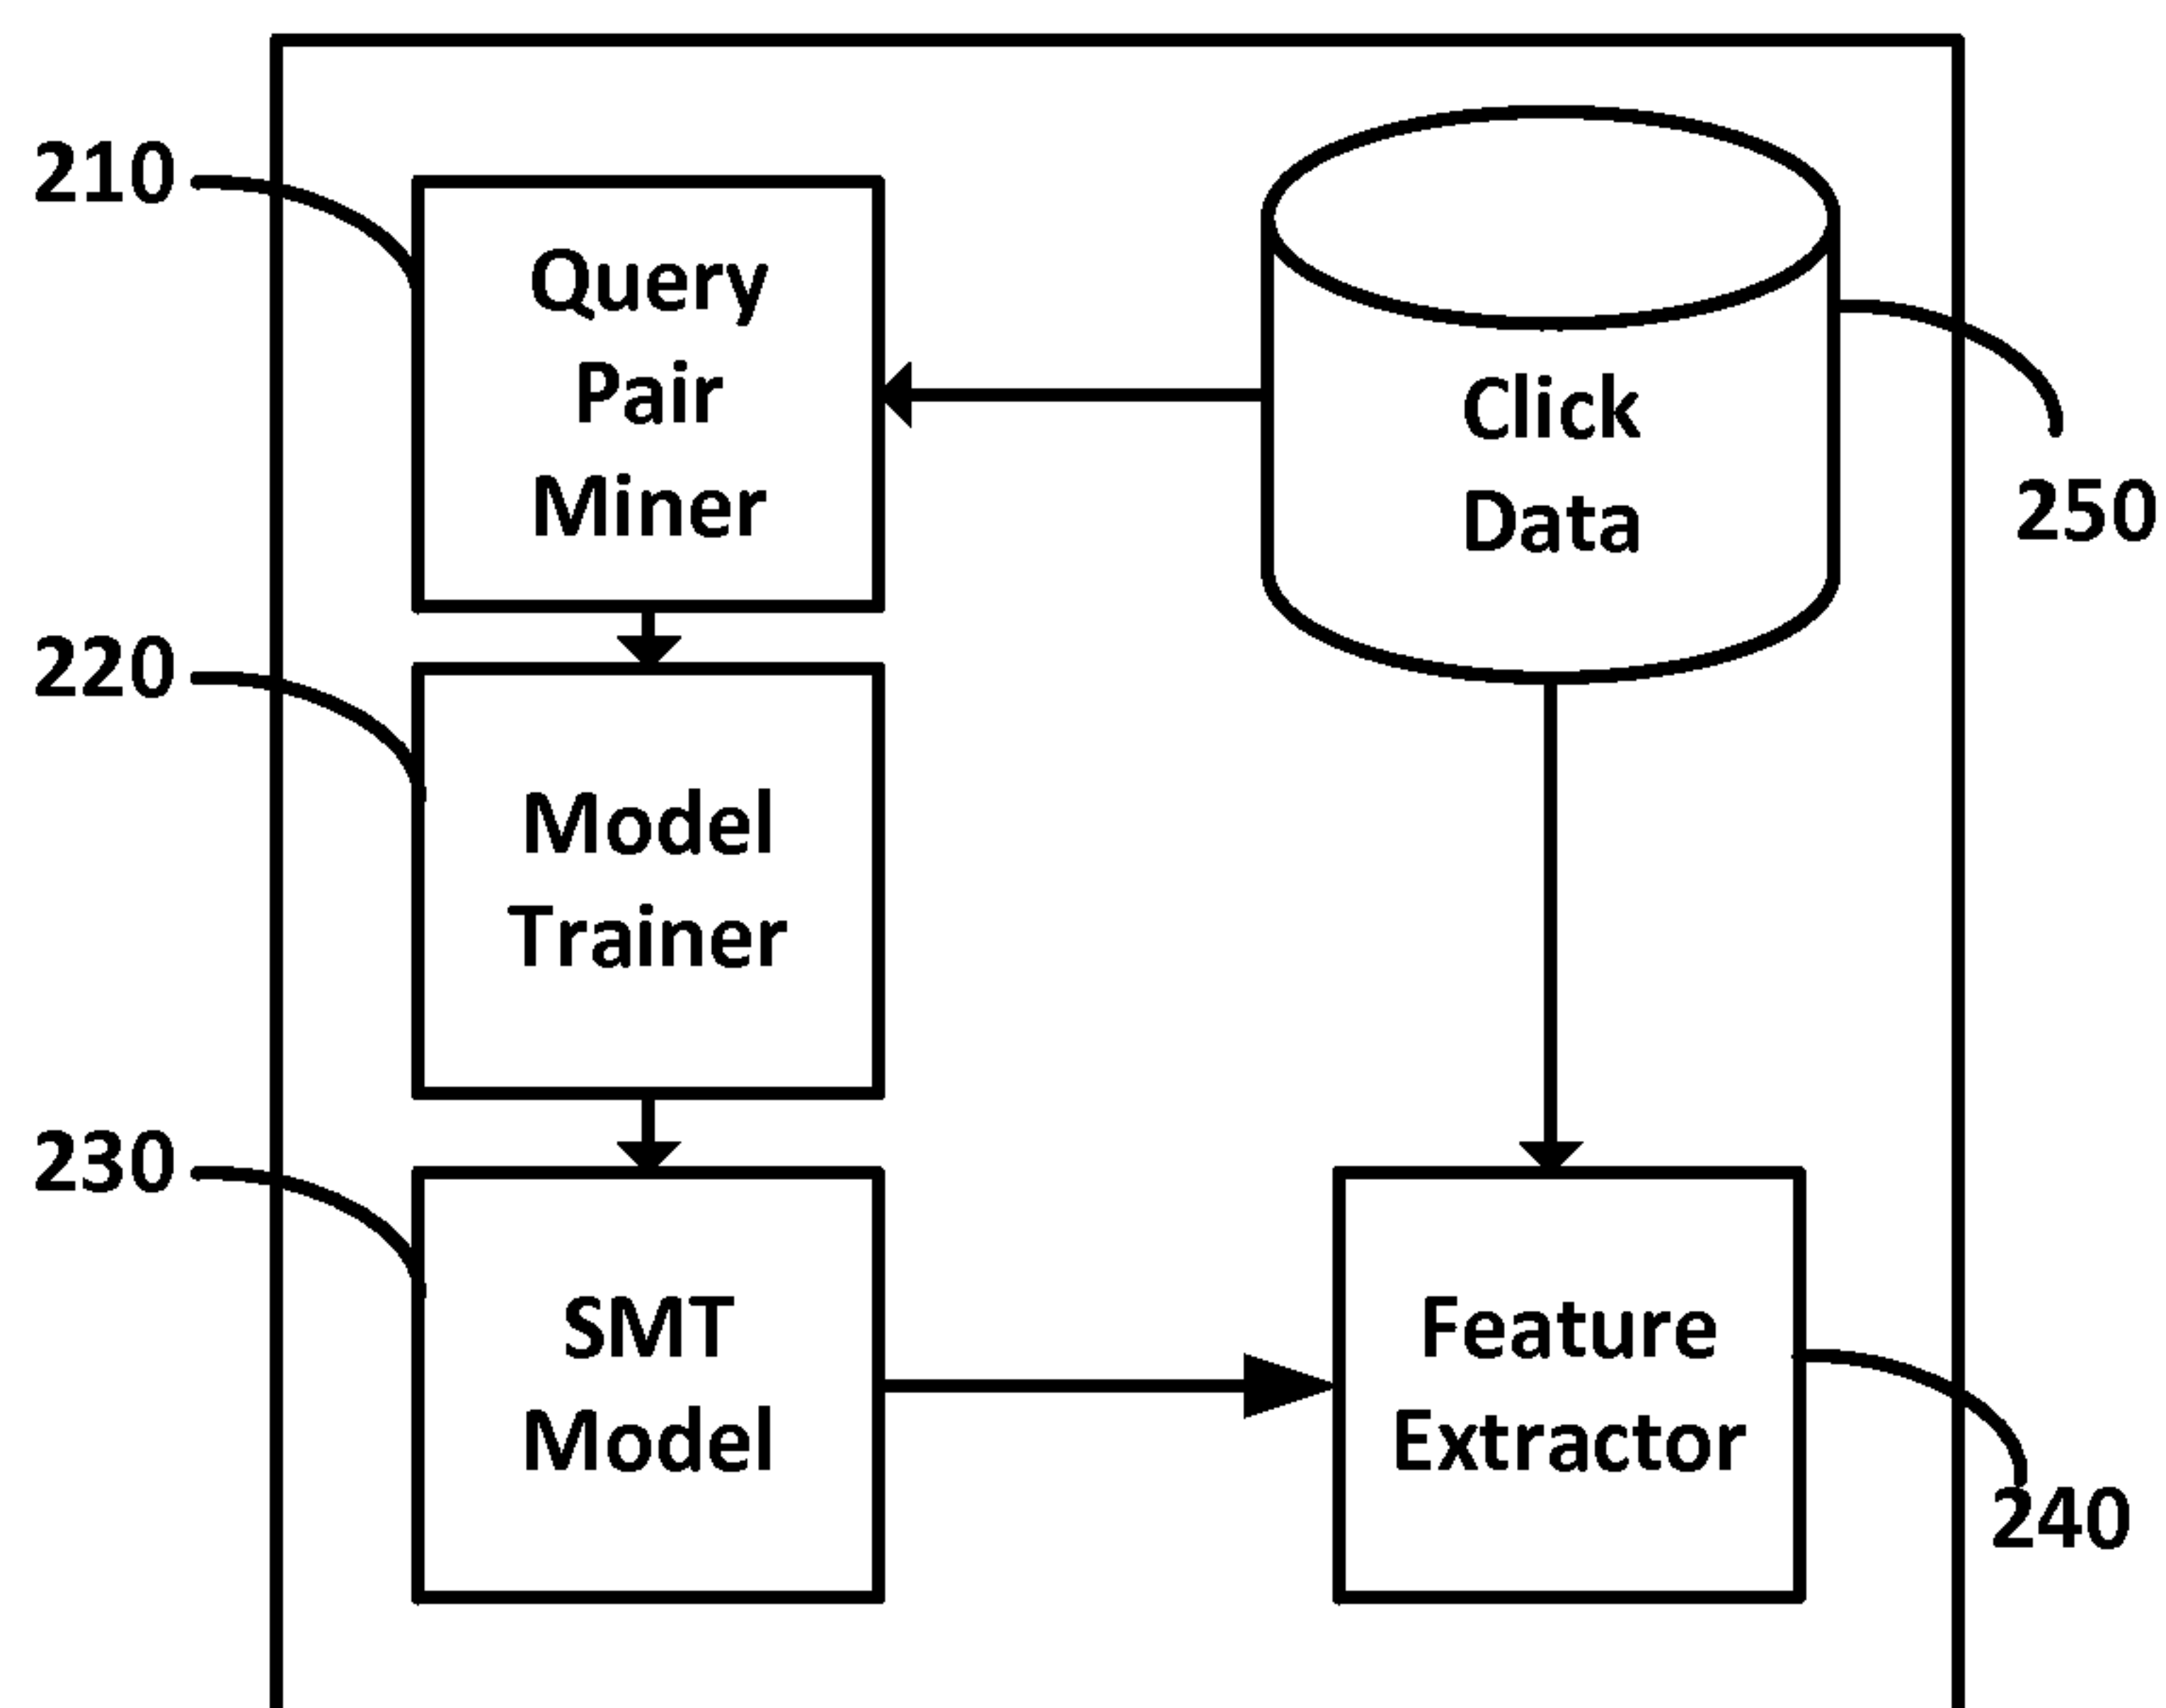 210
Query
Pair
Miner
Click
Data
250
220
Model
Trainer
230
SMT
Model
Feature
Extractor
240